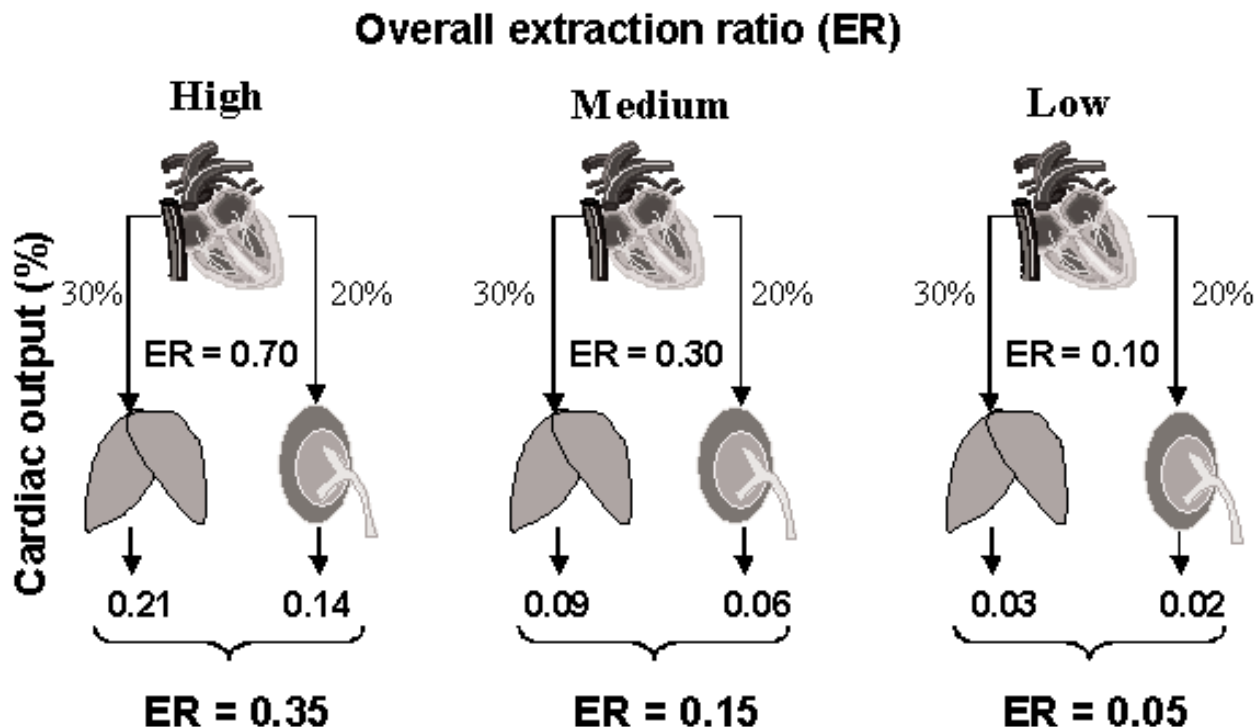 Overall extraction ratio (ER)
High
Medium
Low
Cardiac output (%)
30%
20%
30%
20%
30%
20%
ER = 0.70
ER = 0.30
ER = 0.10
0.21
0.14
0.09
0.06
0.03
0.02
ER = 0.35
ER = 0.15
ER = 0.05